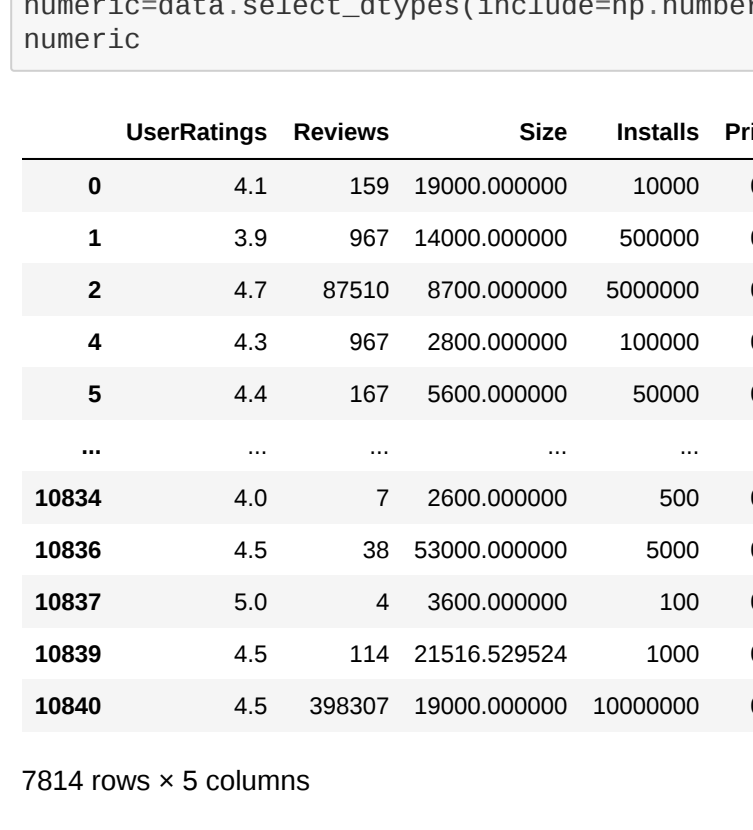 numeric=data.select_dtypes(include=np.number
numeric
UserRatings Reviews Size Installs
0 4.1 159 19000.000000 10000
1 3.9 967 14000.000000 500000
2 4.7 87510 8700.000000 5000000
4 4.3 967 2800.000000 100000
5 4.4 167 5600.000000 50000
... ... ... ... ...
10834 4.0 7 2600.000000 500
10836 4.5 38 53000.000000 5000
10837 5.0 4 3600.000000 100
10839 4.5 114 21516.529524 1000
10840 4.5 398307 19000.000000 10000000
7814 rows × 5 columns